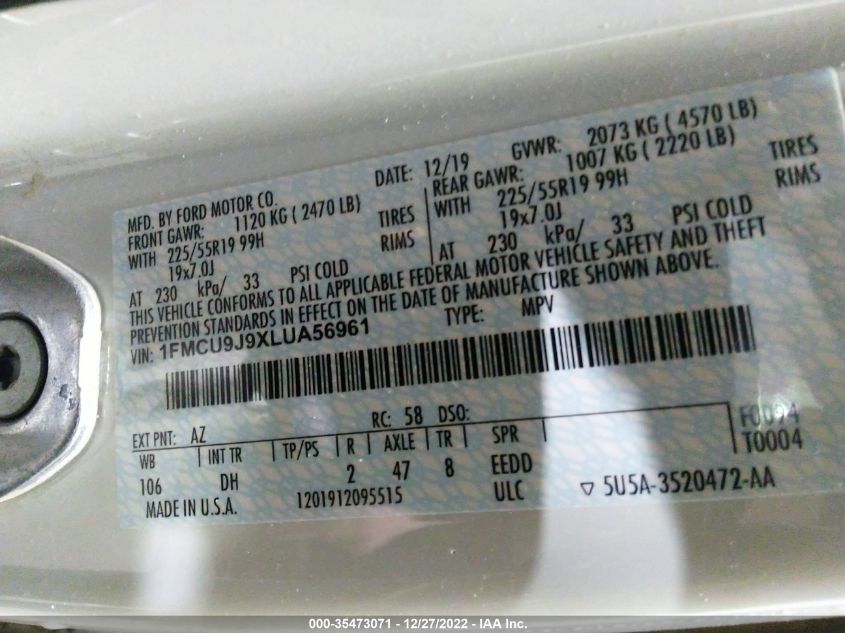 MFD. BY FORD MOTOR CO.
DATE: 12/19 GVWR: 2073 KG ( 4570 LB)
FRONT GAWR: 1120 KG ( 2470 LB)
REAR GAWR: 1007 KG ( 2220 LB)
WITH 225/55R19 99H TIRES
WITH 225/55R19 99H TIRES
19x7.0J RIMS
19x7.0J RIMS
AT 230 kPa/ 33 PSI COLD
AT 230 kPa/ 33 PSI COLD
THIS VEHICLE CONFORMS TO ALL APPLICABLE FEDERAL MOTOR VEHICLE SAFETY AND THEFT
PREVENTION STANDARDS IN EFFECT ON THE DATE OF MANUFACTURE SHOWN ABOVE.
VIN: 1FMCU9J9XLUA56961 TYPE: MPV
EXT PNT: AZ RC: 58 DSO: F0094
WB INT TR TP/PS R AXLE TR SPR T0004
106 DH 2 47 8 EEDD
MADE IN U.S.A. 1201912095515 ULC ▽ 5U5A-3520472-AA
000-35473071 - 12/27/2022 - IAA Inc.